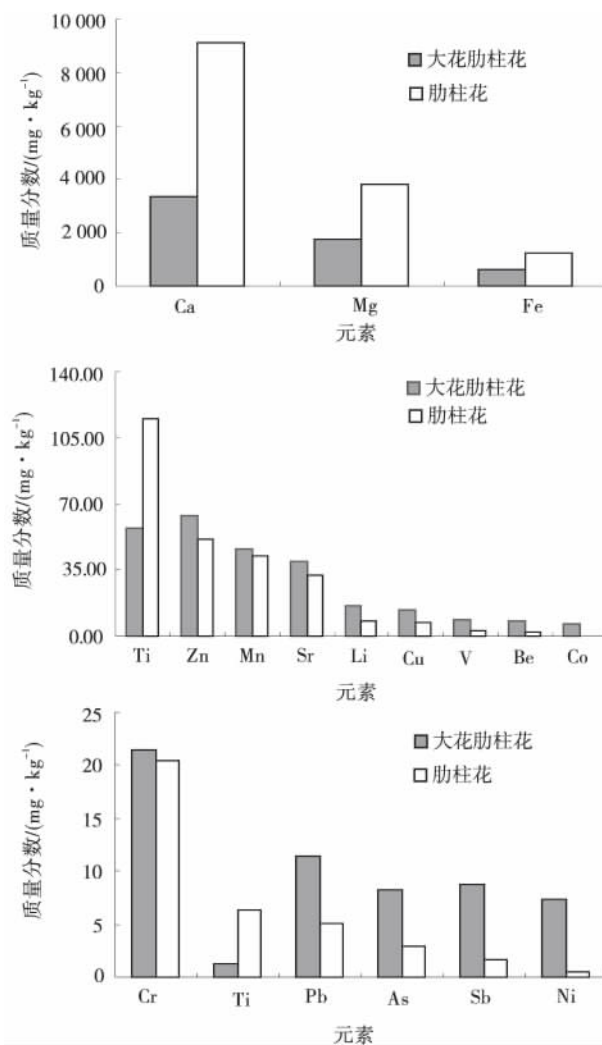 10 000
8 000
6 000
4 000
2 000
0
质量分数/(mg·kg⁻¹)
大花肋柱花
肋柱花
Ca Mg Fe
元素
140.00
105.00
70.00
35.00
0.00
质量分数/(mg·kg⁻¹)
大花肋柱花
肋柱花
Ti Zn Mn Sr Li Cu V Be Co
元素
25
20
15
10
5
0
质量分数/(mg·kg⁻¹)
大花肋柱花
肋柱花
Cr Ti Pb As Sb Ni
元素